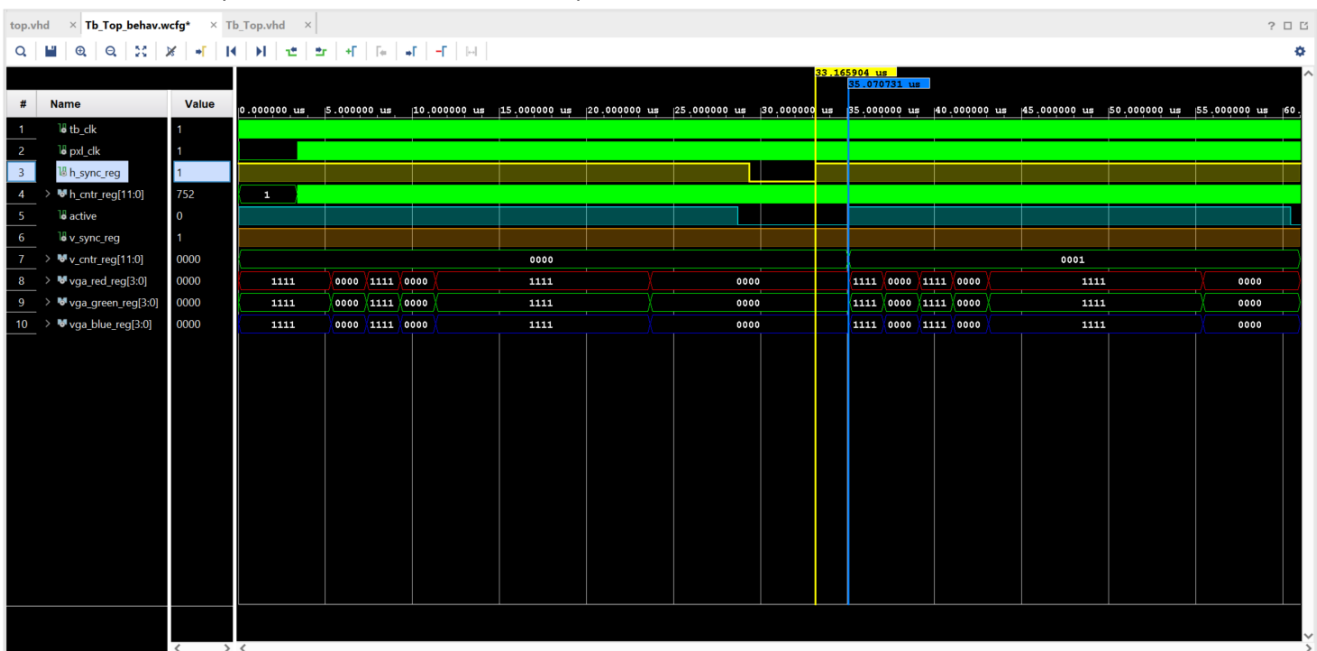 top.vhd × Tb_Top_behav.wcfg* × Tb_Top.vhd ×
33.165904 us
35.070731 us
# Name Value 0.000000 us 5.000000 us 10.000000 us 15.000000 us 20.000000 us 25.000000 us 30.000000 us 35.000000 us 40.000000 us 45.000000 us 50.000000 us 55.000000 us 60.
1 tb_clk 1
2 pxl_clk 1
3 h_sync_reg 1
4 h_cntr_reg[11:0] 752 1
5 active 0
6 v_sync_reg 1
7 v_cntr_reg[11:0] 0000 0000 0001
8 vga_red_reg[3:0] 0000 1111 0000 1111 0000 1111 0000 1111 0000 1111 0000 1111 0000
9 vga_green_reg[3:0] 0000 1111 0000 1111 0000 1111 0000 1111 0000 1111 0000 1111 0000
10 vga_blue_reg[3:0] 0000 1111 0000 1111 0000 1111 0000 1111 0000 1111 0000 1111 0000